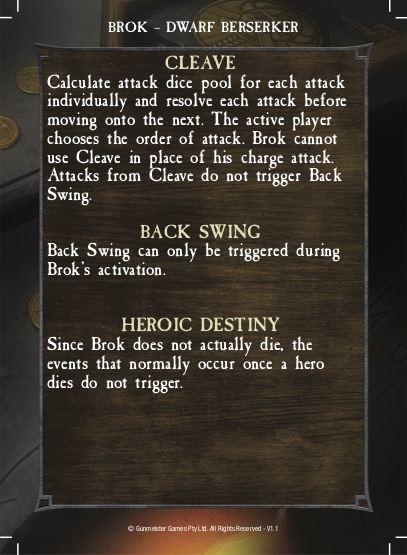 BROK - DWARF BERSERKER
CLEAVE
Calculate attack dice pool for each attack
individually and resolve each attack before
moving onto the next. The active player
chooses the order of attack. Brok cannot
use Cleave in place of his charge attack.
Attacks from Cleave do not trigger Back
Swing.
BACK SWING
Back Swing can only be triggered during
Brok's activation.
HEROIC DESTINY
Since Brok does not actually die, the
events that normally occur once a hero
dies do not trigger.
© Gunmeister Games Pty Ltd. All Rights Reserved - V1.1